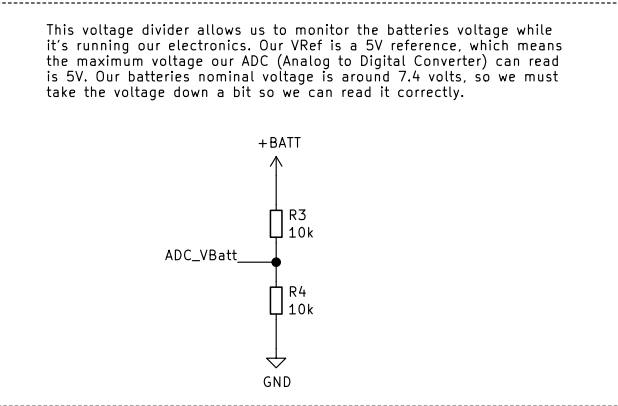 This voltage divider allows us to monitor the batteries voltage while
it's running our electronics. Our VRef is a 5V reference, which means
the maximum voltage our ADC (Analog to Digital Converter) can read
is 5V. Our batteries nominal voltage is around 7.4 volts, so we must
take the voltage down a bit so we can read it correctly.
+BATT
R3
10k
ADC_VBatt
R4
10k
GND